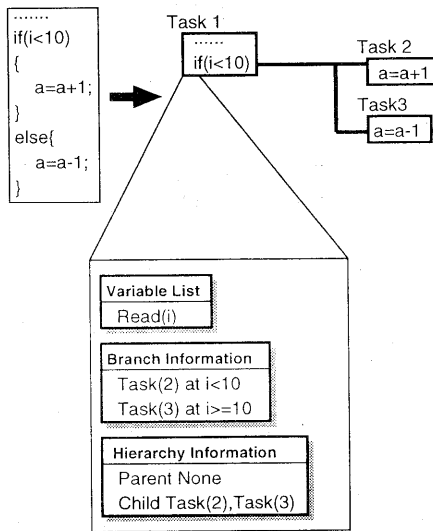 .......
if(i<10)
{
a=a+1;
}
else{
a=a-1;
}
Task 1
......
if(i<10)
Task 2
a=a+1
Task3
a=a-1
Variable List
Read(i)
Branch Information
Task(2) at i<10
Task(3) at i>=10
Hierarchy Information
Parent None
Child Task(2),Task(3)